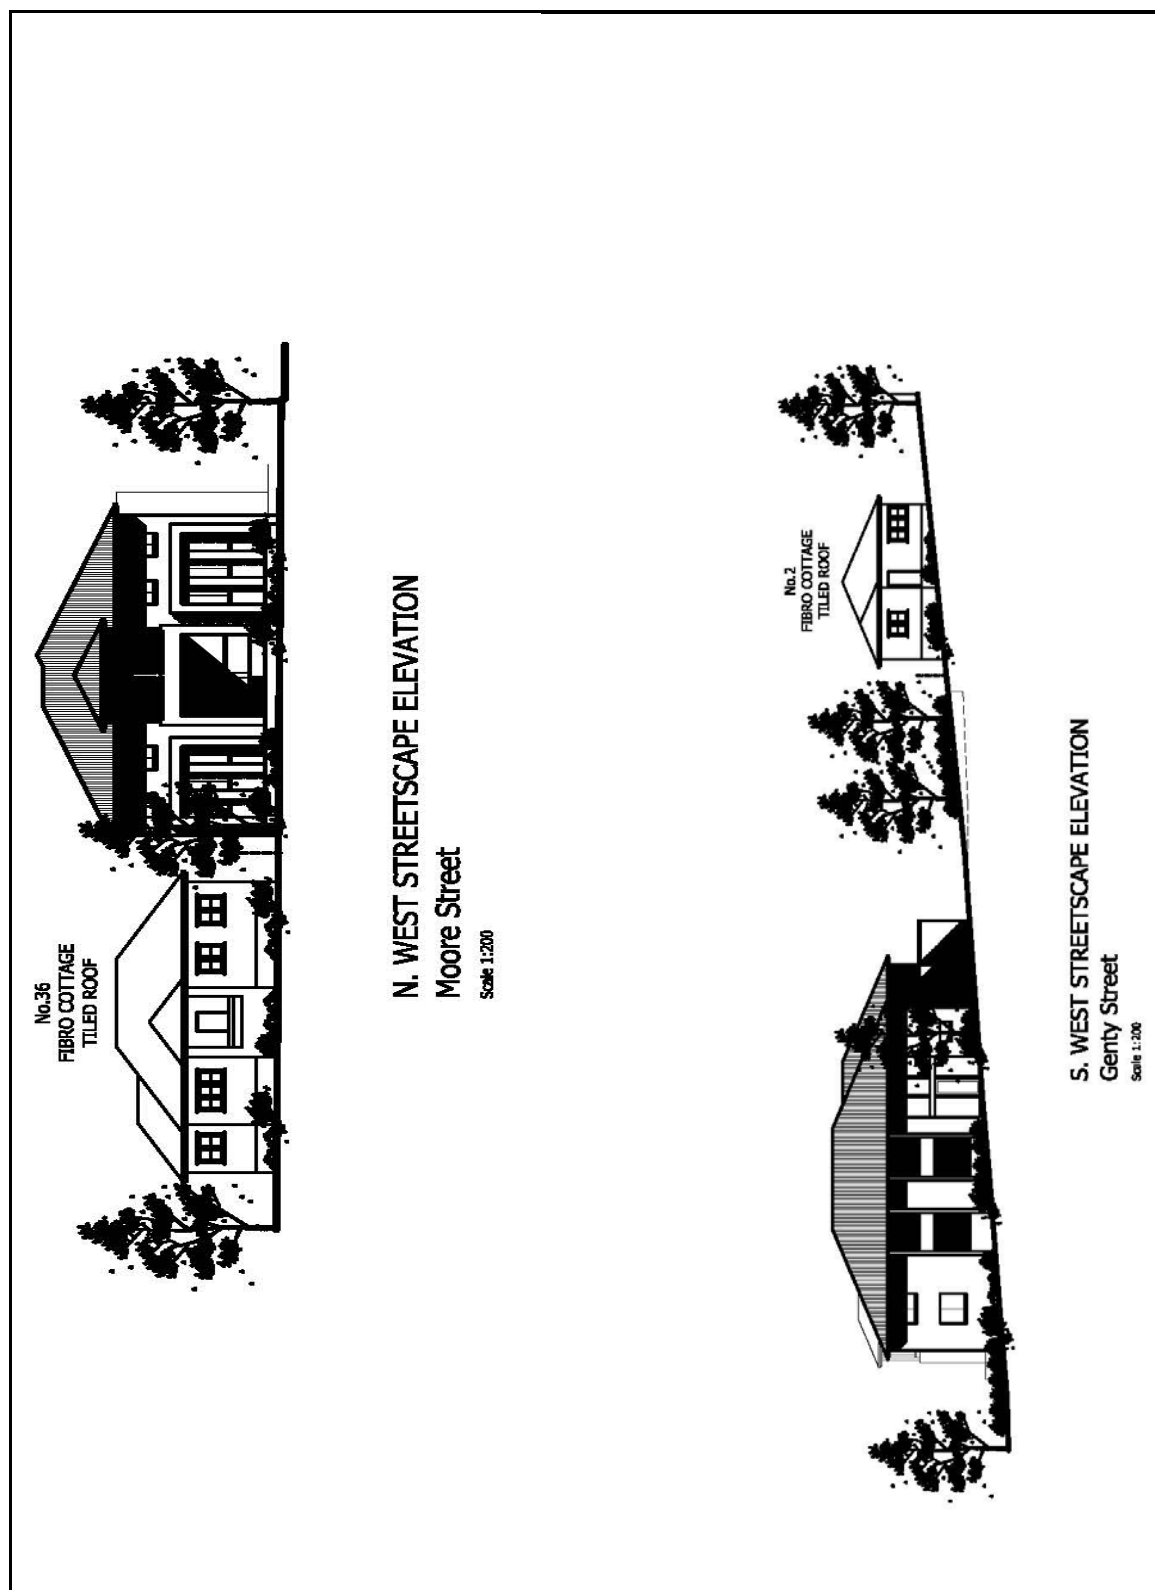 No.36
FIBRO COTTAGE
TILED ROOF
N. WEST STREETSCAPE ELEVATION
Moore Street
Scale 1:200
No.2
FIBRO COTTAGE
TILED ROOF
S. WEST STREETSCAPE ELEVATION
Genty Street
Scale 1:200